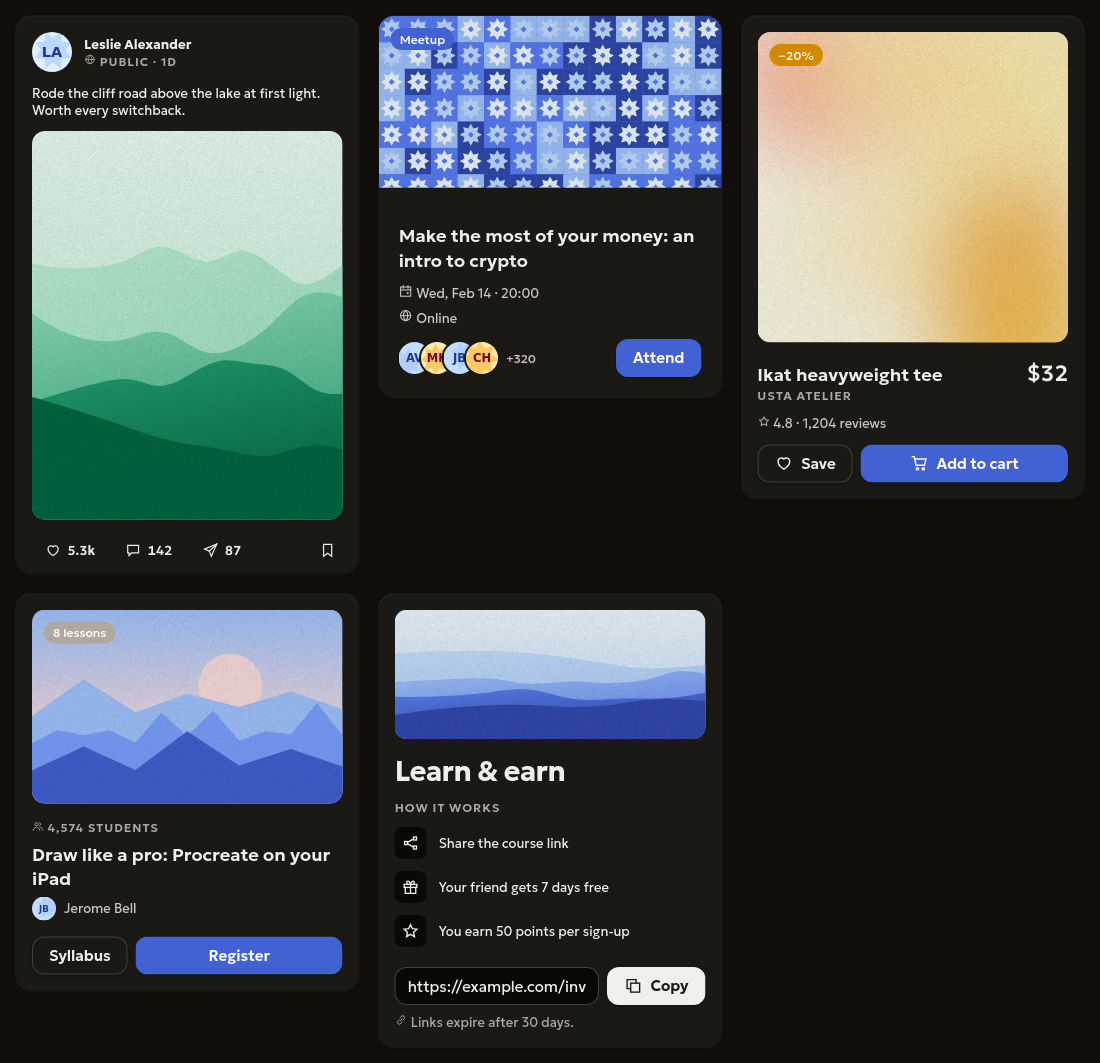 LA
Leslie Alexander
PUBLIC · 1D
Rode the cliff road above the lake at first light.
Worth every switchback.
5.3k
142
87
Meetup
Make the most of your money: an
intro to crypto
Wed, Feb 14 · 20:00
Online
AV
JB
CH
+320
Attend
−20%
Ikat heavyweight tee
$32
USTA ATELIER
4.8 · 1,204 reviews
Save
Add to cart
8 lessons
4,574 STUDENTS
Draw like a pro: Procreate on your
iPad
JB
Jerome Bell
Syllabus
Register
Learn & earn
HOW IT WORKS
Share the course link
Your friend gets 7 days free
You earn 50 points per sign-up
https://example.com/inv
Copy
Links expire after 30 days.